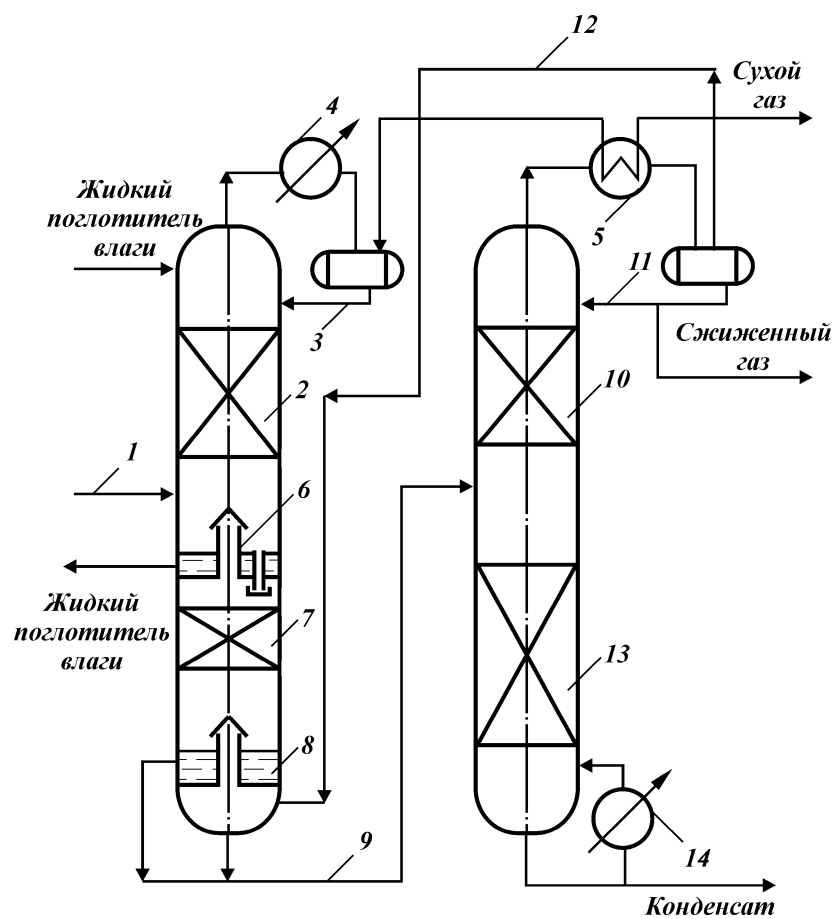 12
Сухой
газ
4
Жидкий
поглотитель
влаги
5
11
3
Сжиженный
газ
2
10
1
6
Жидкий
поглотитель
влаги
7
13
8
9
14
Конденсат